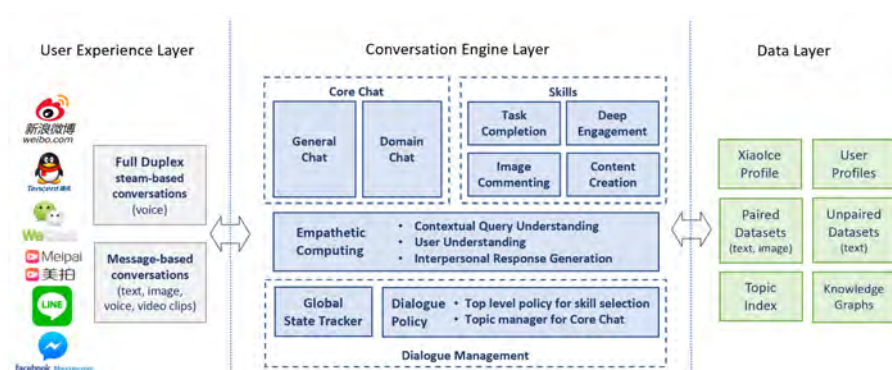 User Experience Layer
Conversation Engine Layer
Data Layer
新浪微博
weibo.com
Tencent
We
Meipai
美拍
LINE
facebook
Full Duplex
steam-based
conversations
(voice)
Message-based
conversations
(text, image,
voice, video clips)
Core Chat
General
Chat
Domain
Chat
Skills
Task
Completion
Deep
Engagement
Image
Commenting
Content
Creation
Empathetic
Computing
• Contextual Query Understanding
• User Understanding
• Interpersonal Response Generation
Global
State Tracker
Dialogue
Policy
• Top level policy for skill selection
• Topic manager for Core Chat
Dialogue Management
XiaoIce
Profile
User
Profiles
Paired
Datasets
(text, image)
Unpaired
Datasets
(text)
Topic
Index
Knowledge
Graphs